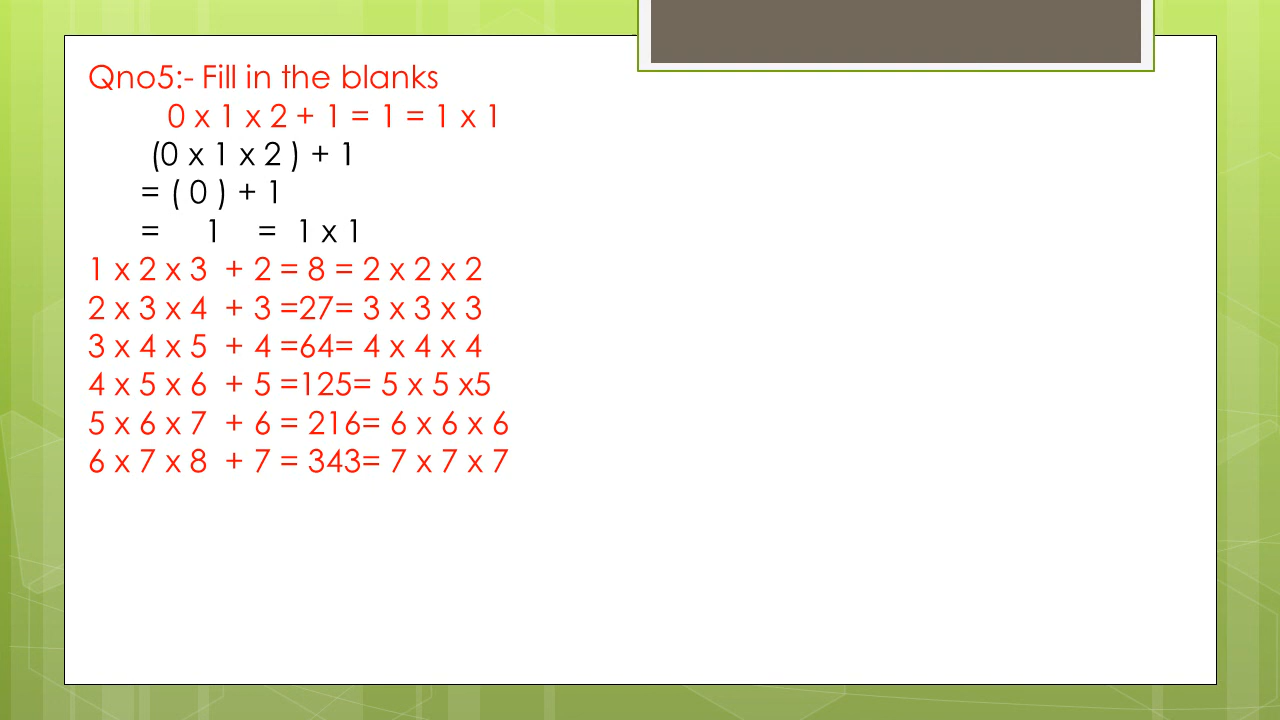 Qno5:- Fill in the blanks
0 x 1 x 2 + 1 = 1 = 1 x 1
(0 x 1 x 2 ) + 1
= ( 0 ) + 1
= 1 = 1 x 1
1 x 2 x 3 + 2 = 8 = 2 x 2 x 2
2 x 3 x 4 + 3 =27= 3 x 3 x 3
3 x 4 x 5 + 4 =64= 4 x 4 x 4
4 x 5 x 6 + 5 =125= 5 x 5 x5
5 x 6 x 7 + 6 = 216= 6 x 6 x 6
6 x 7 x 8 + 7 = 343= 7 x 7 x 7